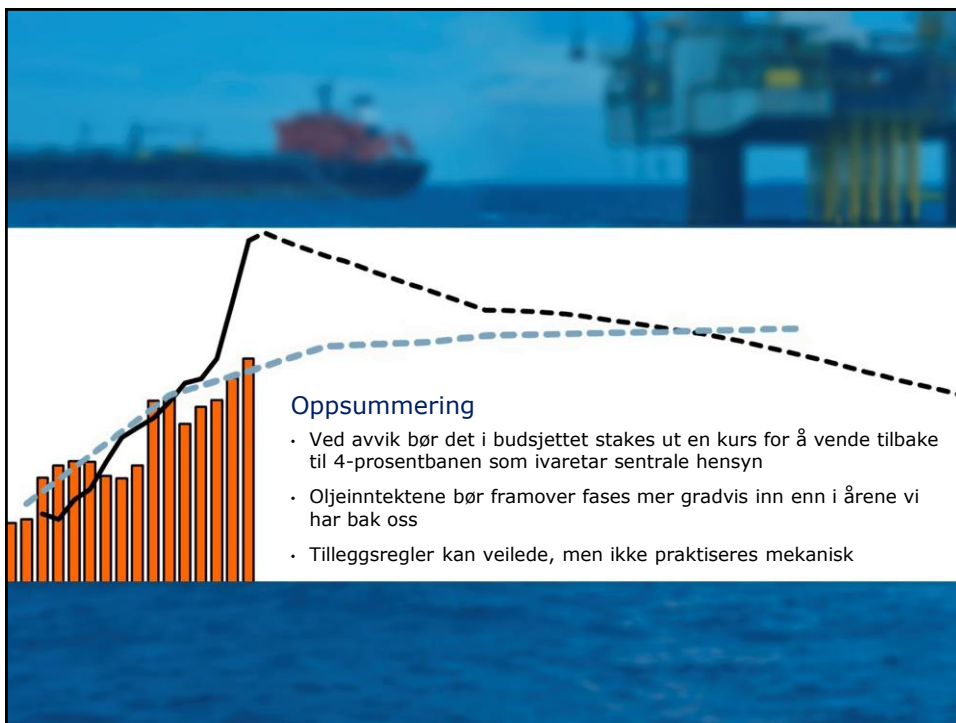 Oppsummering
• Ved avvik bør det i budsjettet stakes ut en kurs for å vende tilbake
til 4-prosentbanen som ivaretar sentrale hensyn
• Oljeinntektene bør framover fases mer gradvis inn enn i årene vi
har bak oss
• Tilleggsregler kan veilede, men ikke praktiseres mekanisk